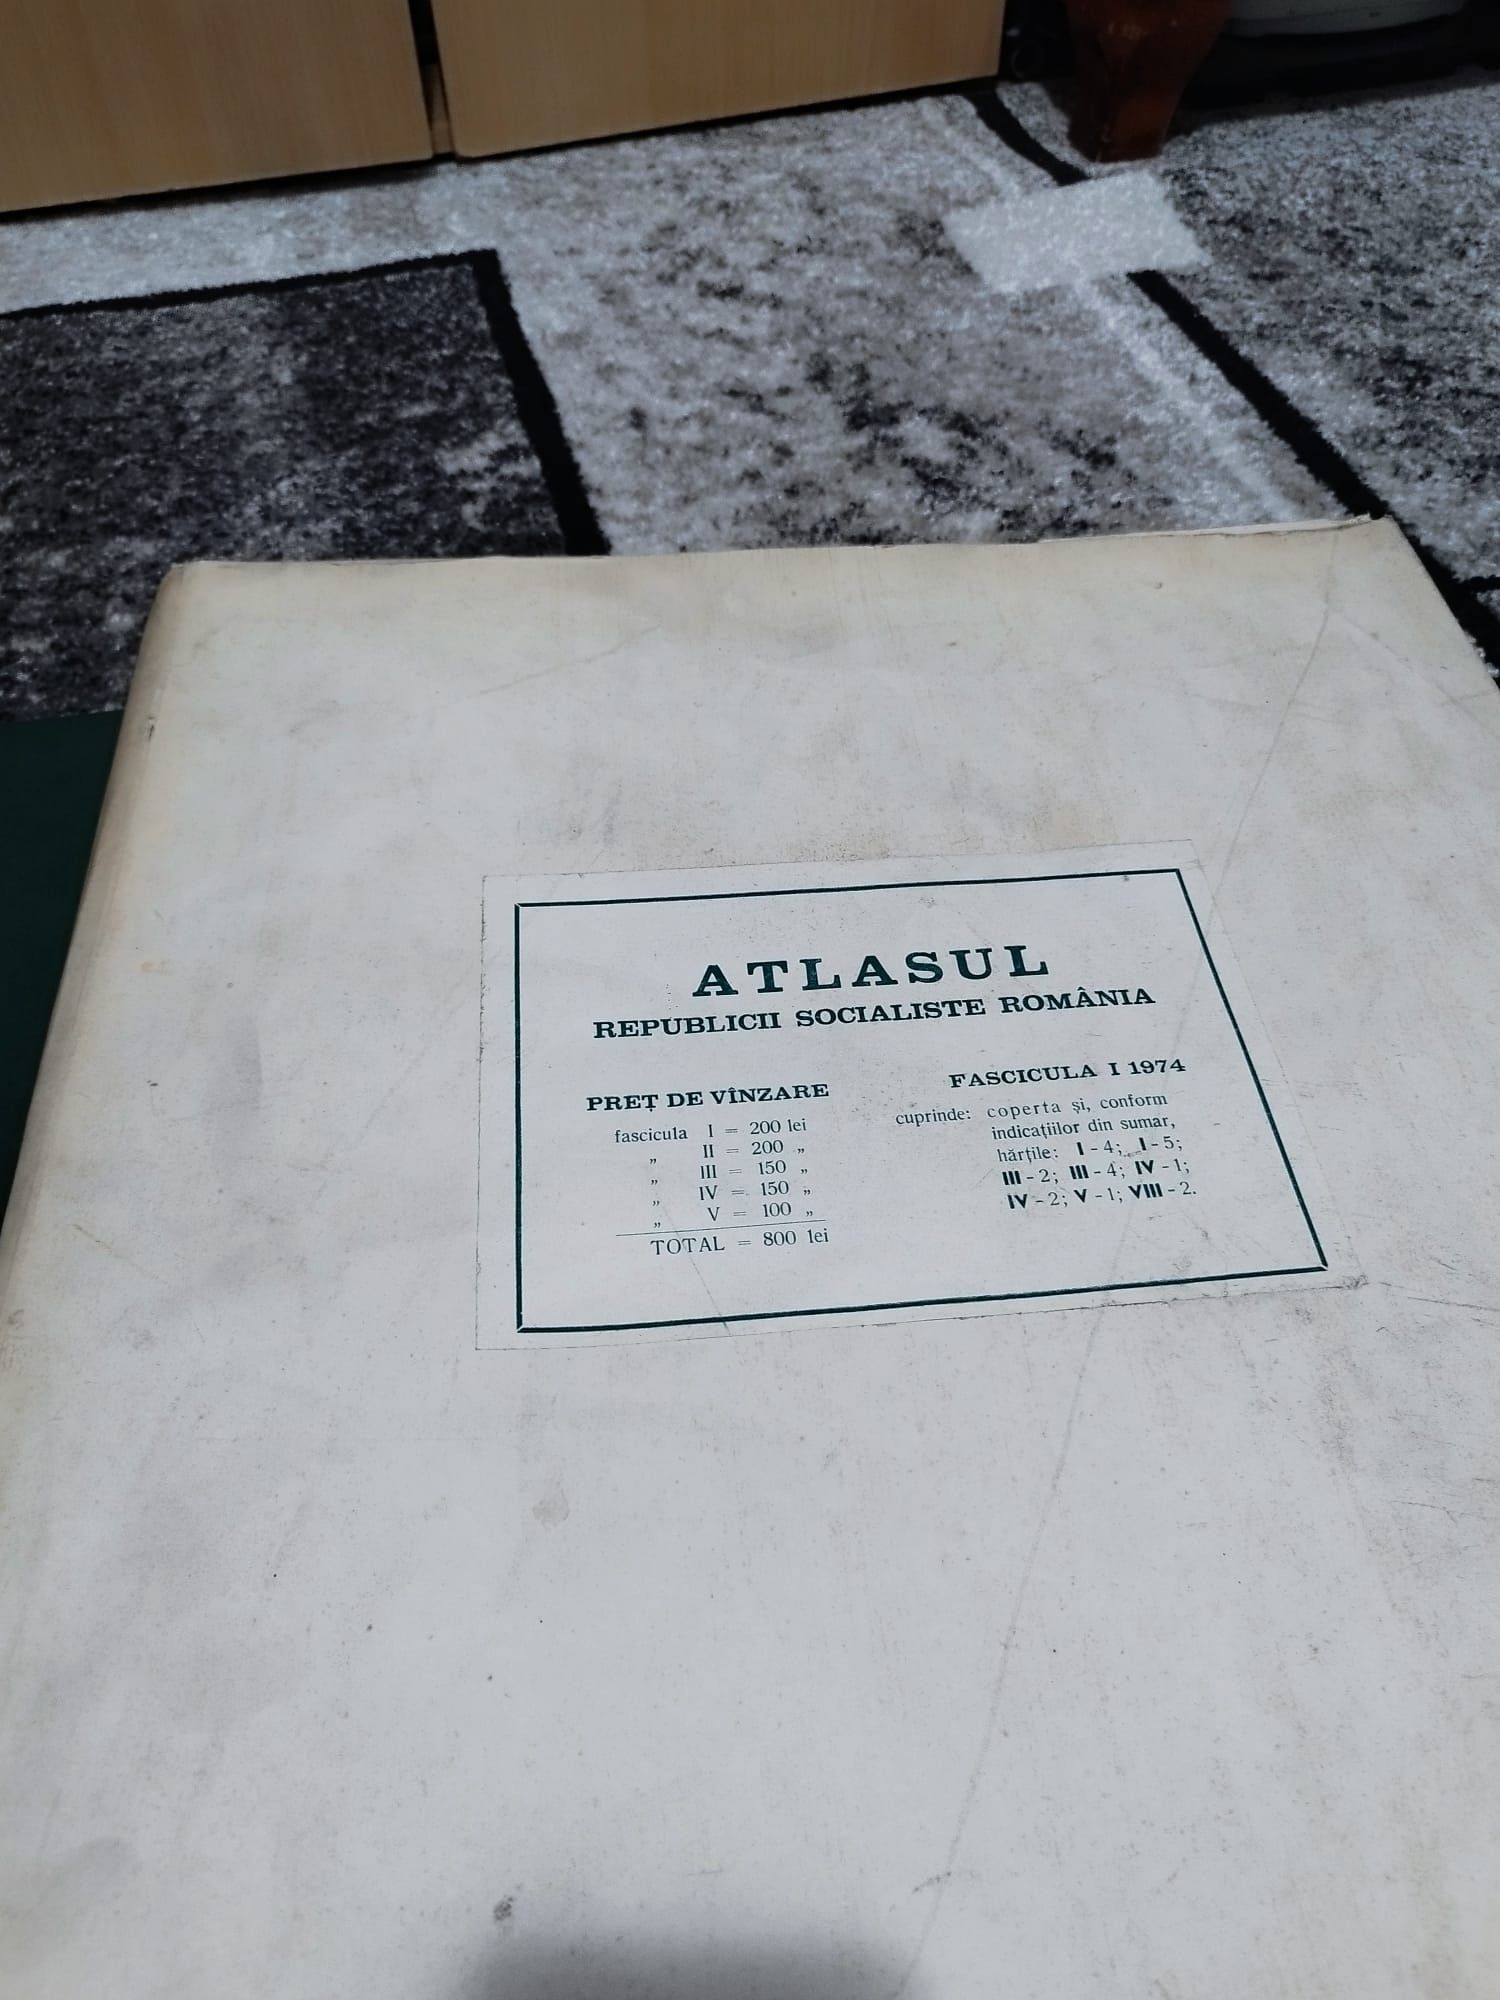 ATLASUL
REPUBLICII SOCIALISTE ROMÂNIA
PREȚ DE VÎNZARE
fascicula I = 200 lei
„ II = 200 „
„ III = 150 „
„ IV = 150 „
„ V = 100 „
TOTAL = 800 lei
FASCICULA I 1974
cuprinde: coperta și, conform
indicațiilor din sumar,
hărțile: I - 4; I - 5;
III - 2; III - 4; IV - 1;
IV - 2; V - 1; VIII - 2.